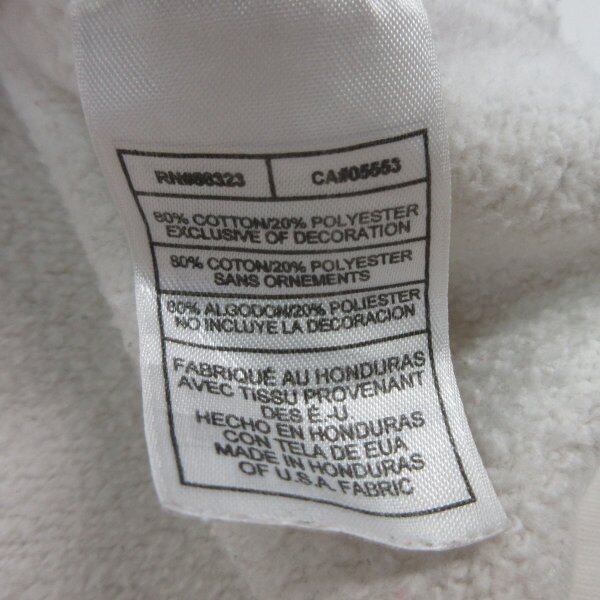 RN#56323 CA#05553
80% COTTON/20% POLYESTER
EXCLUSIVE OF DECORATION
80% COTON/20% POLYESTER
SANS ORNEMENTS
80% ALGODON/20% POLIESTER
NO INCLUYE LA DECORACION
FABRIQUÉ AU HONDURAS
AVEC TISSU PROVENANT
DES É.-U.
HECHO EN HONDURAS
CON TELA DE EUA
MADE IN HONDURAS
OF U.S.A. FABRIC